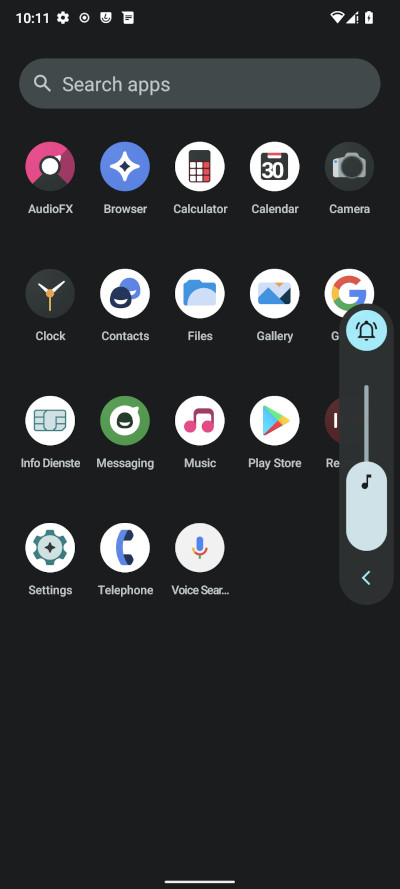 10:11
Search apps
AudioFX Browser Calculator Calendar Camera
Clock Contacts Files Gallery G
Info Dienste Messaging Music Play Store Re
Settings Telephone Voice Sear...
30